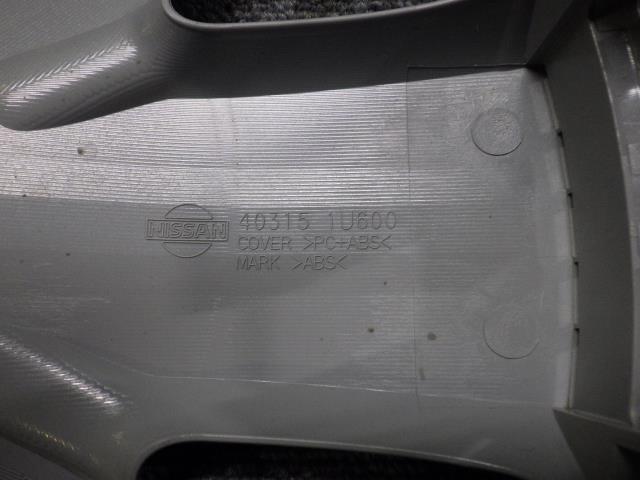 NISSAN 40315 1U600
COVER >PC+ABS<
MARK >ABS<